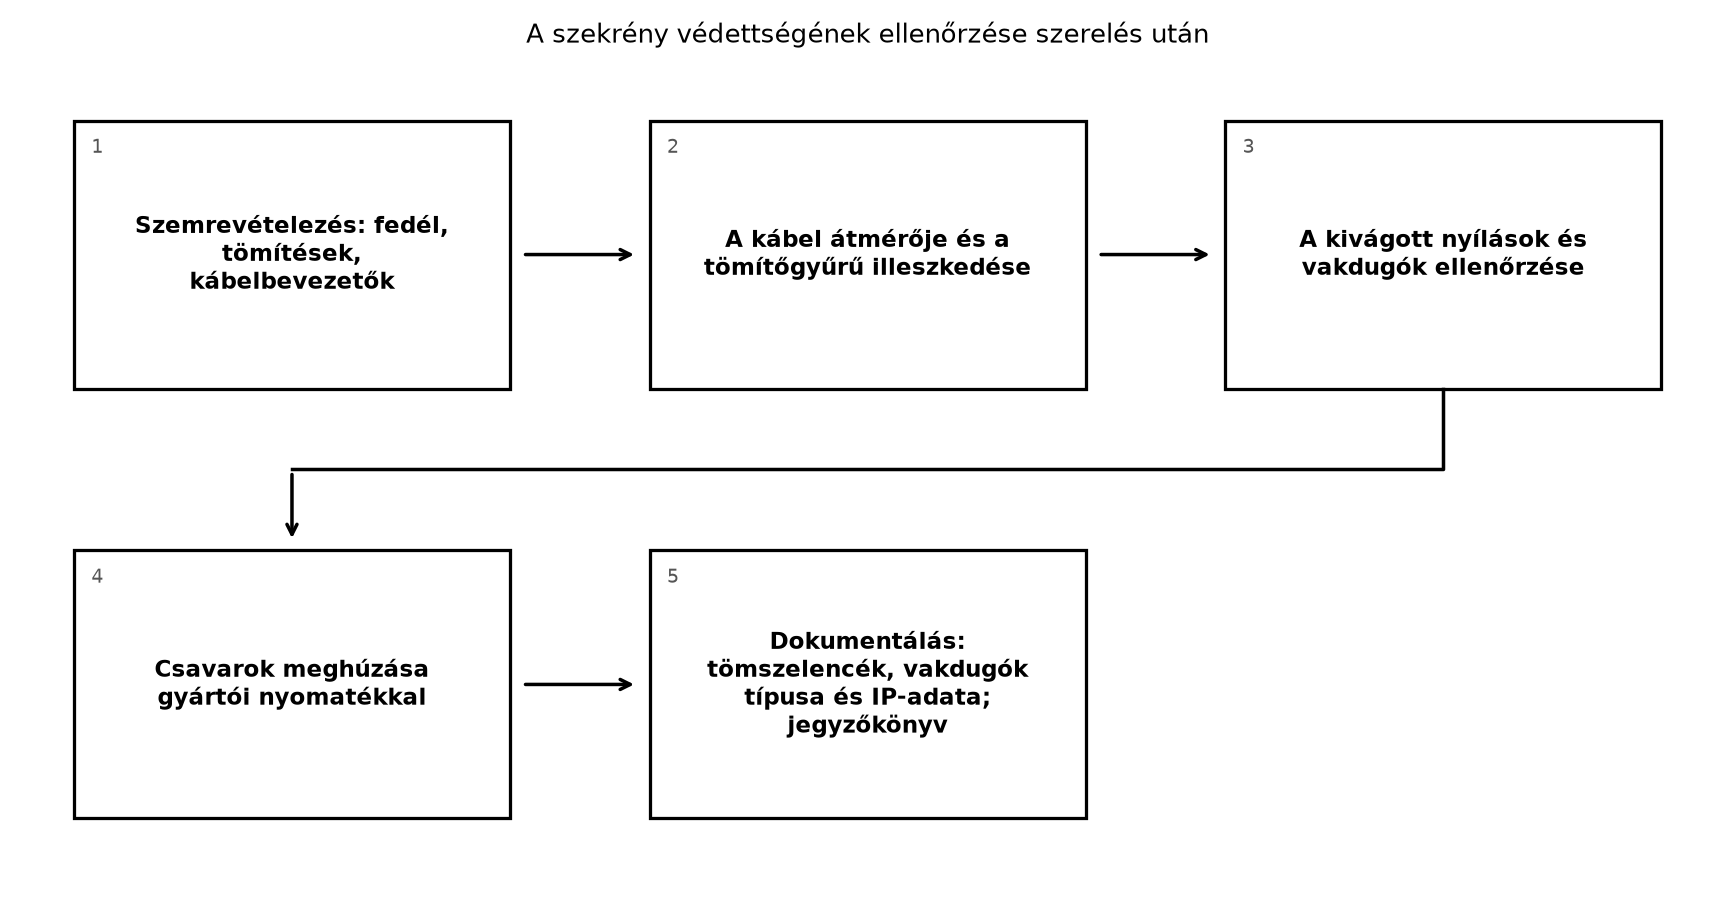 A szekrény védettségének ellenőrzése szerelés után
1
Szemrevételezés: fedél,
tömítések,
kábelbevezetők
2
A kábel átmérője és a
tömítőgyűrű illeszkedése
3
A kivágott nyílások és
vakdugók ellenőrzése
4
Csavarok meghúzása
gyártói nyomatékkal
5
Dokumentálás:
tömszelencék, vakdugók
típusa és IP-adata;
jegyzőkönyv